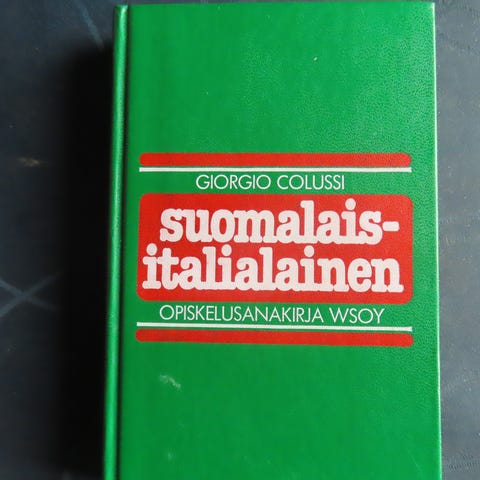 GIORGIO COLUSSI
suomalais-
italialainen
OPISKELUSANAKIRJA WSOY